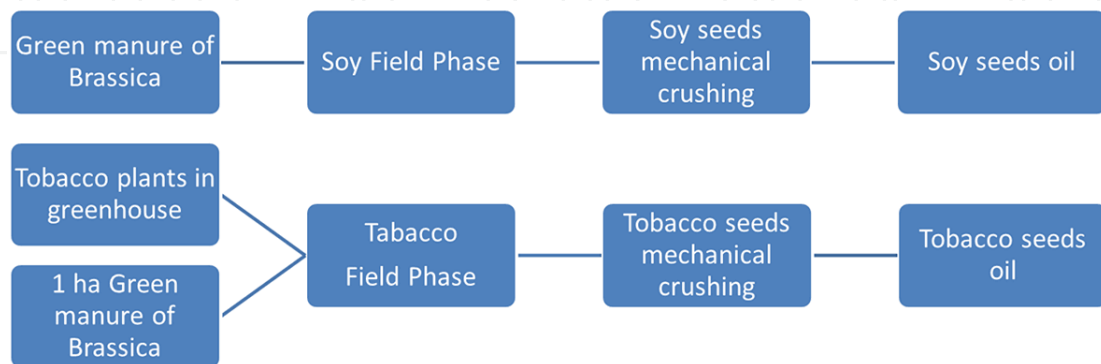 Green manure of
Brassica
Soy Field Phase
Soy seeds
mechanical
crushing
Soy seeds oil
Tobacco plants in
greenhouse
1 ha Green
manure of
Brassica
Tabacco
Field Phase
Tobacco seeds
mechanical
crushing
Tobacco seeds
oil